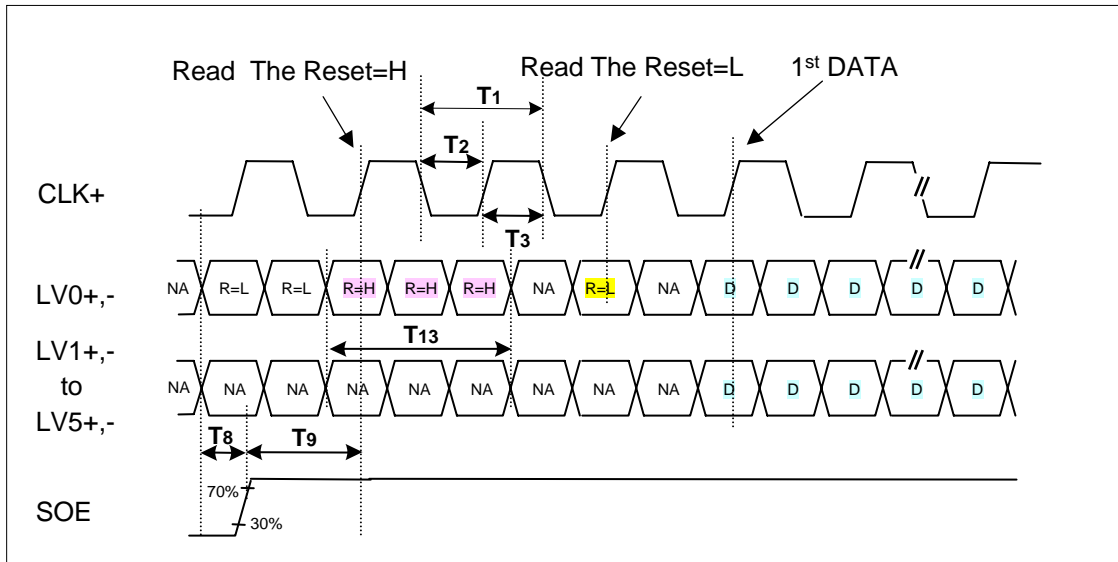 Read The Reset=H
Read The Reset=L
1st DATA
T1
T2
CLK+
T3
//
LV0+,-
NA R=L R=L R=H R=H R=H NA R=L NA D D D D D
//
LV1+,-
to
LV5+,-
T13
NA NA NA NA NA NA NA NA NA D D D D D
//
T8 T9
SOE
70%
30%